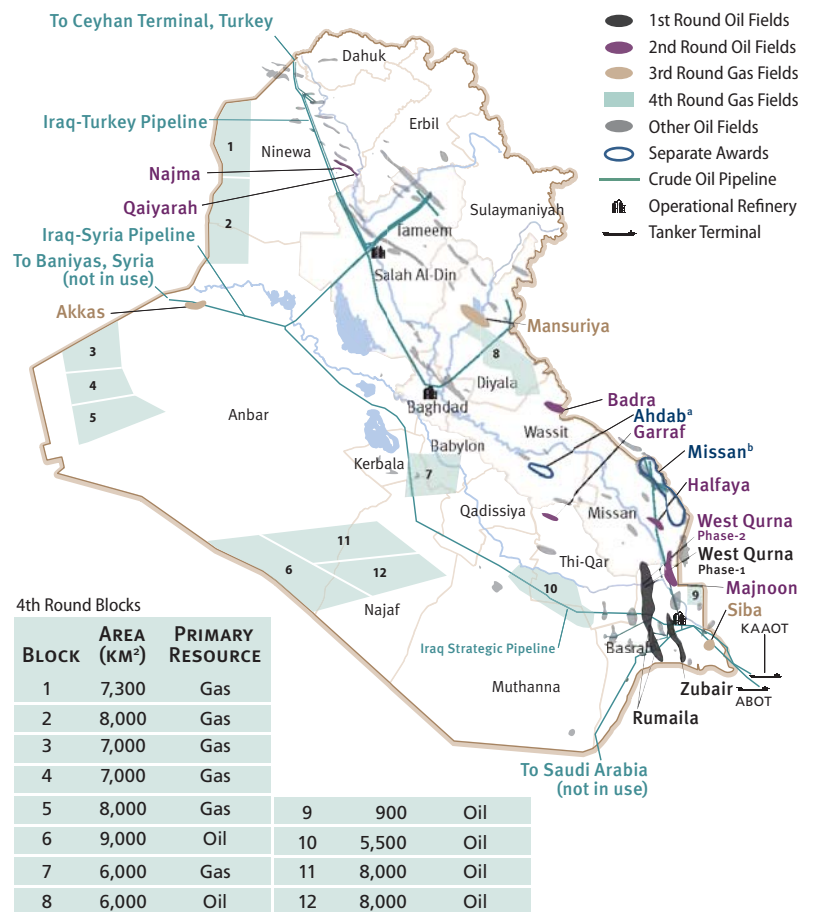 To Ceyhan Terminal, Turkey
Dahuk
1st Round Oil Fields
2nd Round Oil Fields
3rd Round Gas Fields
4th Round Gas Fields
Other Oil Fields
Separate Awards
Crude Oil Pipeline
Operational Refinery
Tanker Terminal
Iraq-Turkey Pipeline
Erbil
1
Ninewa
Najma
Qaiyarah
Sulaymaniyah
2
Tameem
Iraq-Syria Pipeline
To Baniyas, Syria
(not in use)
Salah Al-Din
Akkas
Mansuriya
3
8
4
Diyala
5
Anbar
Baghdad
Badra
Ahdabᵃ
Garraf
Wassit
Babylon
Missanᵇ
Kerbala
7
Halfaya
Qadissiya
Missan
West Qurna
Phase-2
11
West Qurna
Phase-1
6
12
Thi-Qar
10
Majnoon
9
Najaf
Siba
KAAOT
Iraq Strategic Pipeline
Basrah
Muthanna
Zubair
ABOT
Rumaila
To Saudi Arabia
(not in use)
4th Round Blocks
BLOCK AREA (KM²) PRIMARY RESOURCE
1 7,300 Gas
2 8,000 Gas
3 7,000 Gas
4 7,000 Gas
5 8,000 Gas
6 9,000 Oil
7 6,000 Gas
8 6,000 Oil
9 900 Oil
10 5,500 Oil
11 8,000 Oil
12 8,000 Oil